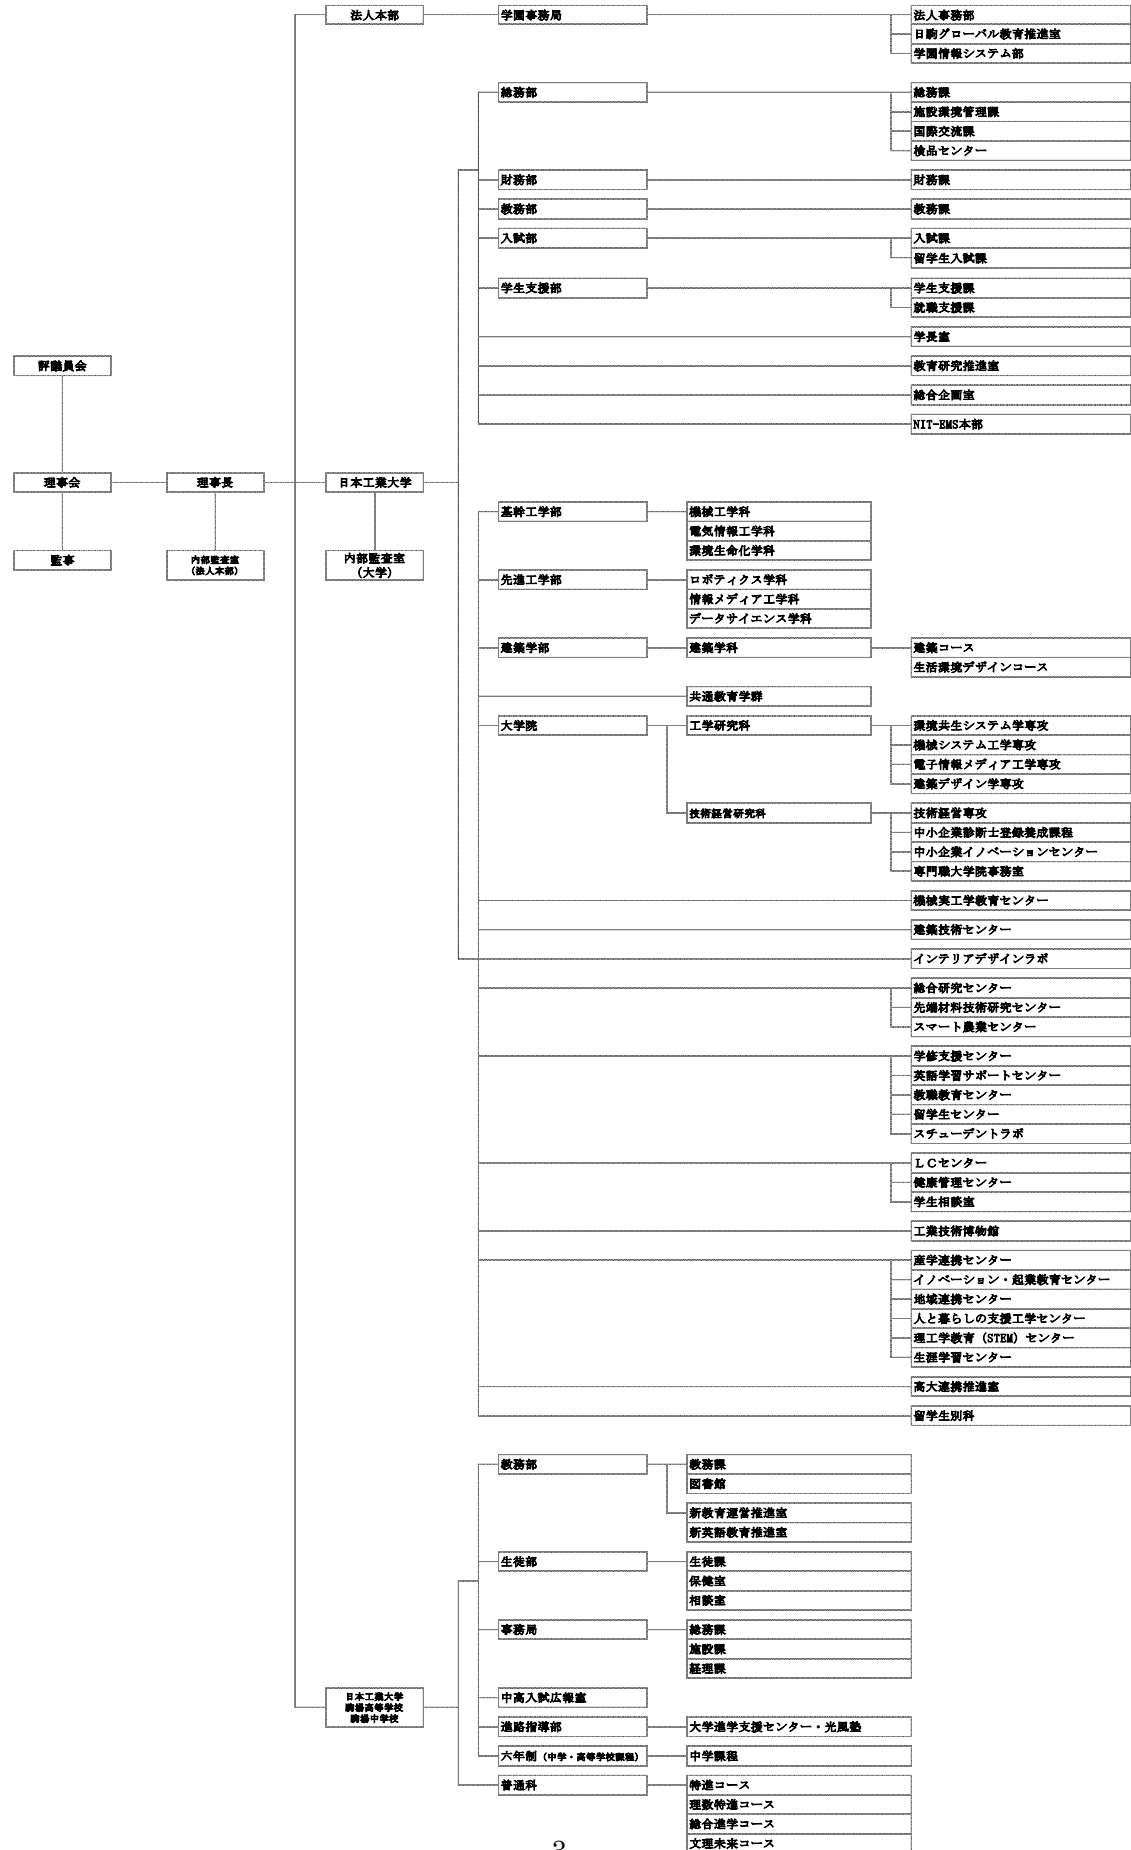 法人本部
学園事務局
法人事務部
日駒グローバル教育推進室
学園情報システム部
総務部
総務課
施設環境管理課
国際交流課
検品センター
財務部
財務課
教務部
教務課
入試部
入試課
留学生入試課
学生支援部
学生支援課
就職支援課
学長室
評議員会
教育研究推進室
総合企画室
NIT-EMS本部
理事会
理事長
日本工業大学
監事
内部監査室
(法人本部)
内部監査室
(大学)
基幹工学部
機械工学科
電気情報工学科
環境生命化学科
先進工学部
ロボティクス学科
情報メディア工学科
データサイエンス学科
建築学部
建築学科
建築コース
生活環境デザインコース
共通教育学群
大学院
工学研究科
環境共生システム学専攻
機械システム工学専攻
電子情報メディア工学専攻
建築デザイン学専攻
技術経営研究科
技術経営専攻
中小企業診断士登録養成課程
中小企業イノベーションセンター
専門職大学院事務室
機械実工学教育センター
建築技術センター
インテリアデザインラボ
総合研究センター
先端材料技術研究センター
スマート農業センター
学修支援センター
英語学習サポートセンター
教職教育センター
留学生センター
スチューデントラボ
ＬＣセンター
健康管理センター
学生相談室
工業技術博物館
産学連携センター
イノベーション・起業教育センター
地域連携センター
人と暮らしの支援工学センター
理工学教育（STEM）センター
生涯学習センター
高大連携推進室
留学生別科
教務部
教務課
図書館
新教育運営推進室
新英語教育推進室
生徒部
生徒課
保健室
相談室
事務局
総務課
施設課
経理課
日本工業大学
駒場高等学校
駒場中学校
中高入試広報室
進路指導部
大学進学支援センター・光風塾
六年制（中学・高等学校課程）
中学課程
普通科
特進コース
理数特進コース
総合進学コース
文理未来コース
3